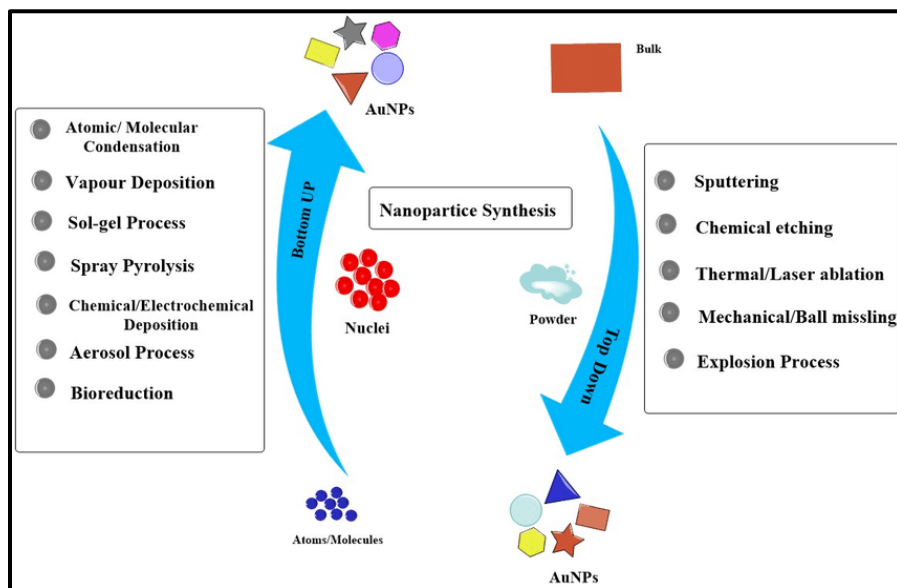 AuNPs
Bulk
Atomic/ Molecular
Condensation
Vapour Deposition
Sol-gel Process
Spray Pyrolysis
Chemical/Electrochemical
Deposition
Aerosol Process
Bioreduction
Bottom UP
Nanopartice Synthesis
Nuclei
Powder
Top Down
Sputtering
Chemical etching
Thermal/Laser ablation
Mechanical/Ball missling
Explosion Process
Atoms/Molecules
AuNPs